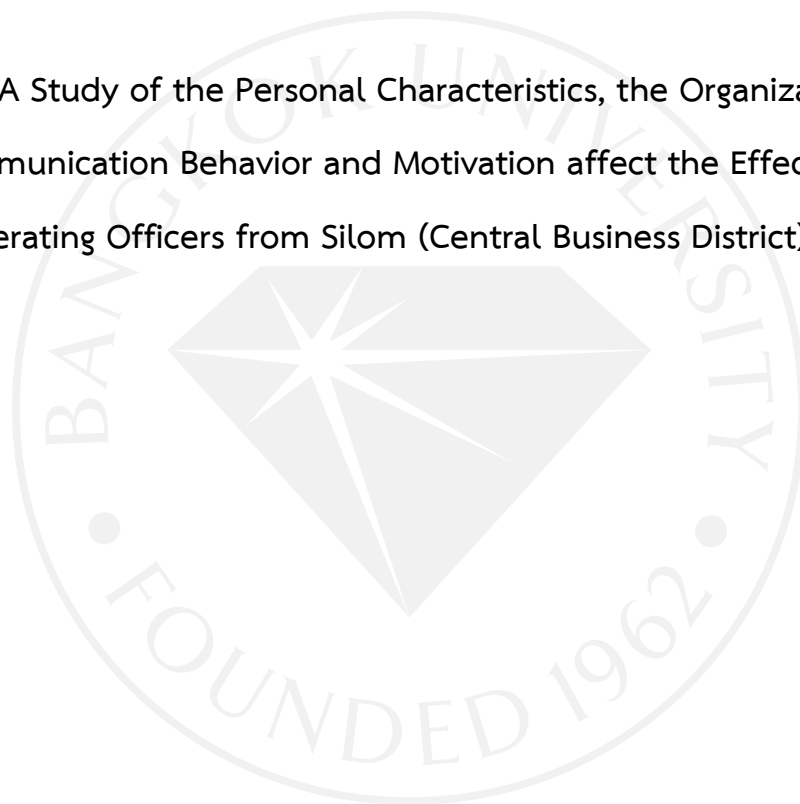 A Study of the Personal Characteristics, the Organiza
munication Behavior and Motivation affect the Effec
erating Officers from Silom (Central Business District)
BANGKOK UNIVERSITY
FOUNDED 1962